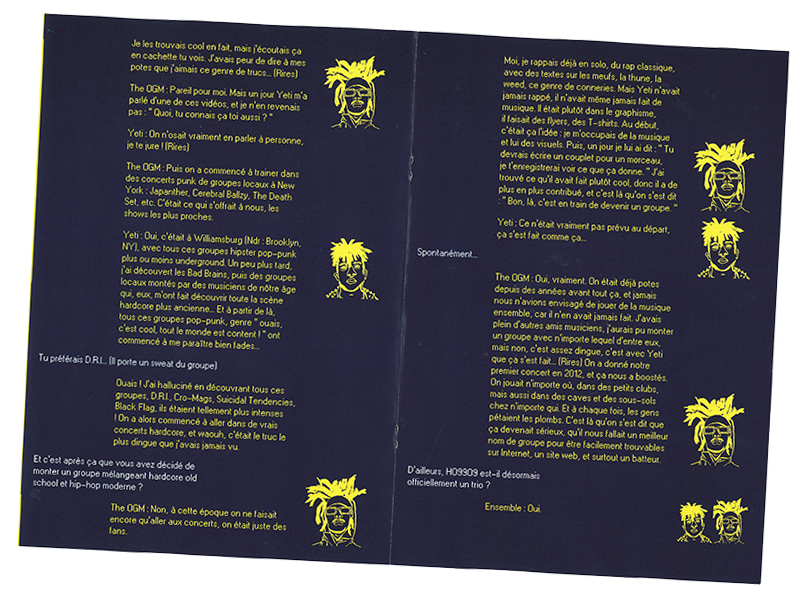 Je les trouvais cool en fait, mais j'écoutais ça
en cachette tu vois. J'avais peur de dire à mes
potes que j'aimais ce genre de trucs... (Rires)
The OGM : Pareil pour moi. Mais un jour Yeti m'a
parlé d'une de ces vidéos, et je n'en revenais
pas : " Quoi, tu connais ça toi aussi ? "
Yeti : On n'osait vraiment en parler à personne,
je te jure ! (Rires)
The OGM : Puis on a commencé à trainer dans
des concerts punk de groupes locaux à New
York : Japanther, Cerebral Ballzy, The Death
Set, etc. C'était ce qui s'offrait à nous, les
shows les plus proches.
Yeti : Oui, c'était à Williamsburg (Ndr : Brooklyn,
NY), avec tous ces groupes hipster pop-punk
plus ou moins underground. Un peu plus tard,
j'ai découvert les Bad Brains, puis des groupes
locaux montés par des musiciens de nôtre âge
qui, eux, m'ont fait découvrir toute la scène
hardcore plus ancienne... Et à partir de là,
tous ces groupes pop-punk, genre " ouais,
c'est cool, tout le monde est content ! " ont
commencé à me paraître bien fades...
Tu préférais D.R.I... (Il porte un sweat du groupe)
Ouais ! J'ai halluciné en découvrant tous ces
groupes, D.R.I., Cro-Mags, Suicidal Tendencies,
Black Flag, ils étaient tellement plus intenses
! On a alors commencé à aller dans de vrais
concerts hardcore, et waouh, c'était le truc le
plus dingue que j'avais jamais vu.
Et c'est après ça que vous avez décidé de
monter un groupe mélangeant hardcore old
school et hip-hop moderne ?
The OGM : Non, à cette époque on ne faisait
encore qu'aller aux concerts, on était juste des
fans.
Moi, je rappais déjà en solo, du rap classique,
avec des textes sur les meufs, la thune, la
weed, ce genre de conneries. Mais Yeti n'avait
jamais rappé, il n'avait même jamais fait de
musique. Il était plutôt dans le graphisme,
il faisait des flyers, des T-shirts. Au début,
c'était ça l'idée : je m'occupais de la musique
et lui des visuels. Puis, un jour je lui ai dit : " Tu
devrais écrire un couplet pour un morceau,
je t'enregistrerai voir ce que ça donne. " J'ai
trouvé ce qu'il avait fait plutôt cool, donc il a de
plus en plus contribué, et c'est là qu'on s'est dit
: " Bon, là, c'est en train de devenir un groupe. "
Yeti : Ce n'était vraiment pas prévu au départ,
ça s'est fait comme ça...
Spontanément...
The OGM : Oui, vraiment. On était déjà potes
depuis des années avant tout ça, et jamais
nous n'avions envisagé de jouer de la musique
ensemble, car il n'en avait jamais fait. J'avais
plein d'autres amis musiciens, j'aurais pu monter
un groupe avec n'importe lequel d'entre eux,
mais non, c'est assez dingue, c'est avec Yeti
que ça s'est fait... (Rires) On a donné notre
premier concert en 2012, et ça nous a boostés.
On jouait n'importe où, dans des petits clubs,
mais aussi dans des caves et des sous-sols
chez n'importe qui. Et à chaque fois, les gens
pétaient les plombs. C'est là qu'on s'est dit que
ça devenait sérieux, qu'il nous fallait un meilleur
nom de groupe pour être facilement trouvables
sur Internet, un site web, et surtout un batteur.
D'ailleurs, HO99O9 est-il désormais
officiellement un trio ?
Ensemble : Oui.